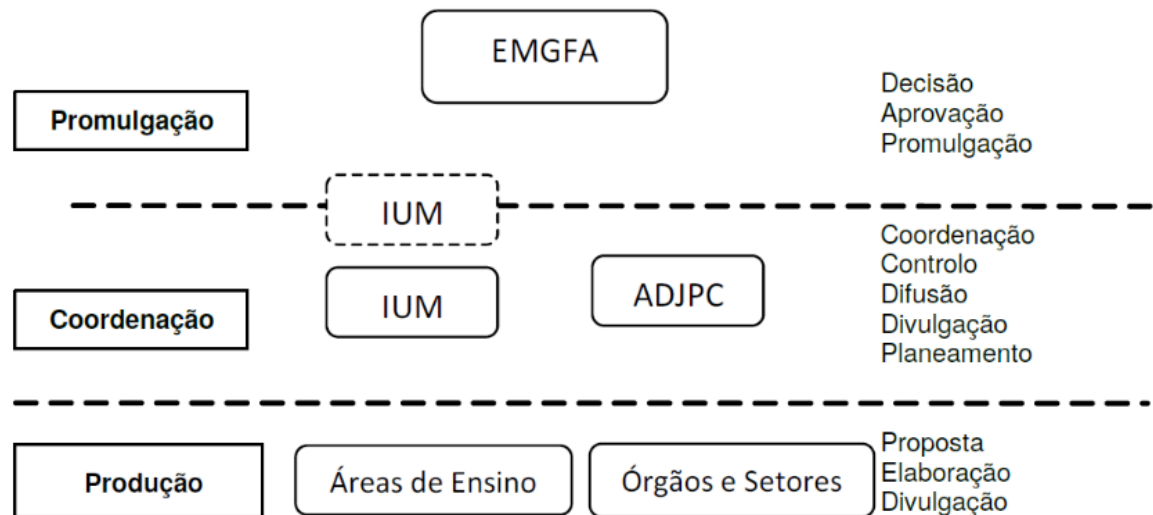 EMGFA
Promulgação
Decisão
Aprovação
Promulgação
IUM
Coordenação
IUM
ADJPC
Coordenação
Controlo
Difusão
Divulgação
Planeamento
Produção
Áreas de Ensino
Órgãos e Setores
Proposta
Elaboração
Divulgação